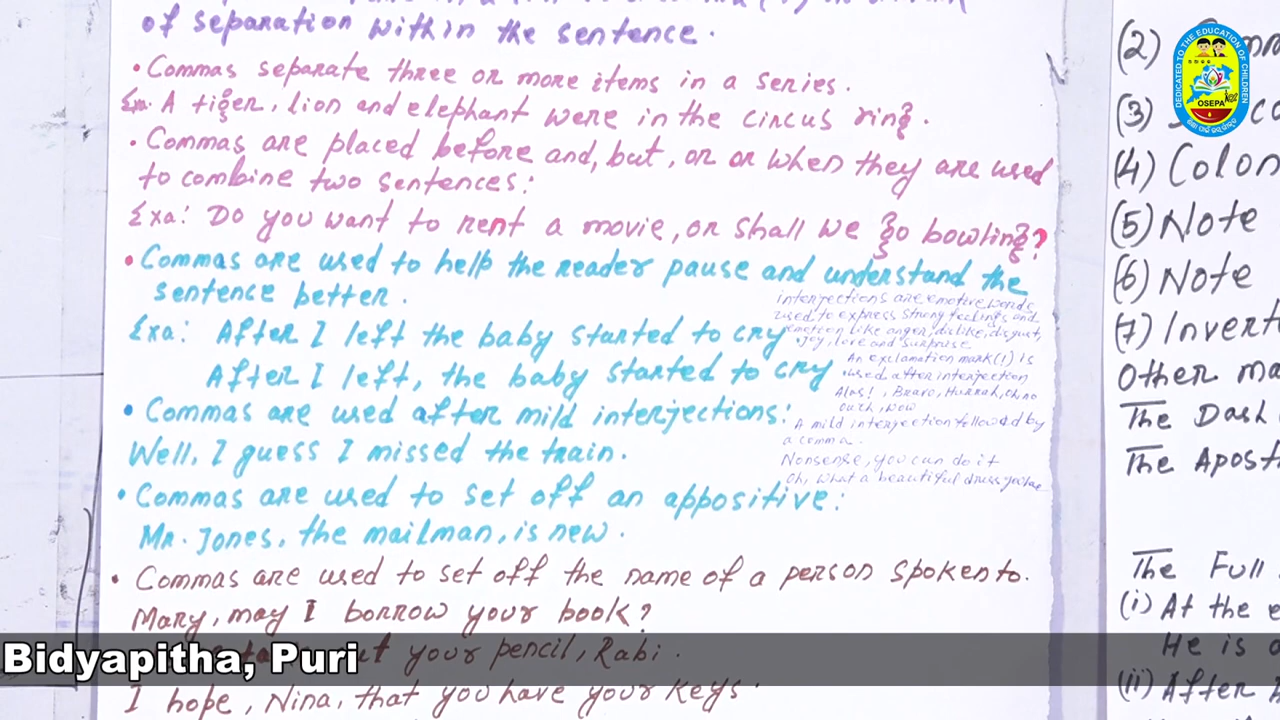 of separation within the sentence.
• Commas separate three or more items in a series.
Ex. A tiger, lion and elephant were in the circus ring.
• Commas are placed before and, but, or or when they are used
to combine two sentences:
Exa: Do you want to rent a movie, or shall we go bowling?
• Commas are used to help the reader pause and understand the
sentence better.
Exa: After I left the baby started to cry
After I left, the baby started to cry.
interjections are emotive words
used to express strong feelings and
emotion like anger, dislike, disgust,
joy, love and surprise
An exclamation mark (!) is
used after interjection
Alas!, Bravo, Hurrah, oh, no
ouch, wow
A mild interjection followed by
a comma.
Nonsense, you can do it
Oh, what a beautiful dress
• Commas are used after mild interjections:
Well, I guess I missed the train.
• Commas are used to set off an appositive:
Mr. Jones, the mailman, is new.
• Commas are used to set off the name of a person spoken to.
Mary, may I borrow your book?
your pencil, Rabi.
I hope, Nina, that you have your keys.
(2)
(3)
(4) Colon
(5) Note
(6) Note
(7) Invert
Other ma
The Dash
The Apost
The Full
(i) At the e
He is a
(ii) After
DEDICATED TO THE EDUCATION OF CHILDREN
OSEPA
Bidyapitha, Puri